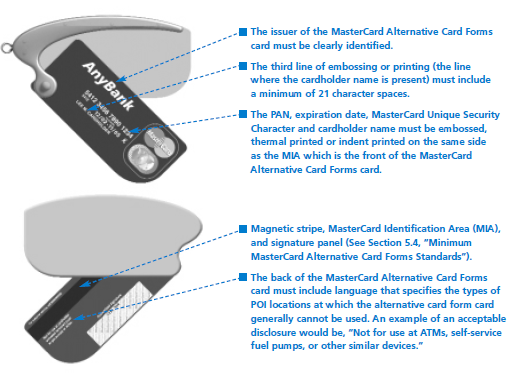 The issuer of the MasterCard Alternative Card Forms
card must be clearly identified.
The third line of embossing or printing (the line
where the cardholder name is present) must include
a minimum of 21 character spaces.
The PAN, expiration date, MasterCard Unique Security
Character and cardholder name must be embossed,
thermal printed or indent printed on the same side
as the MIA which is the front of the MasterCard
Alternative Card Forms card.
AnyBank
5412 3456 7890 1234
Magnetic stripe, MasterCard Identification Area (MIA),
and signature panel (See Section 5.4, “Minimum
MasterCard Alternative Card Forms Standards”).
The back of the MasterCard Alternative Card Forms
card must include language that specifies the types of
POI locations at which the alternative card form card
generally cannot be used. An example of an acceptable
disclosure would be, “Not for use at ATMs, self-service
fuel pumps, or other similar devices.”